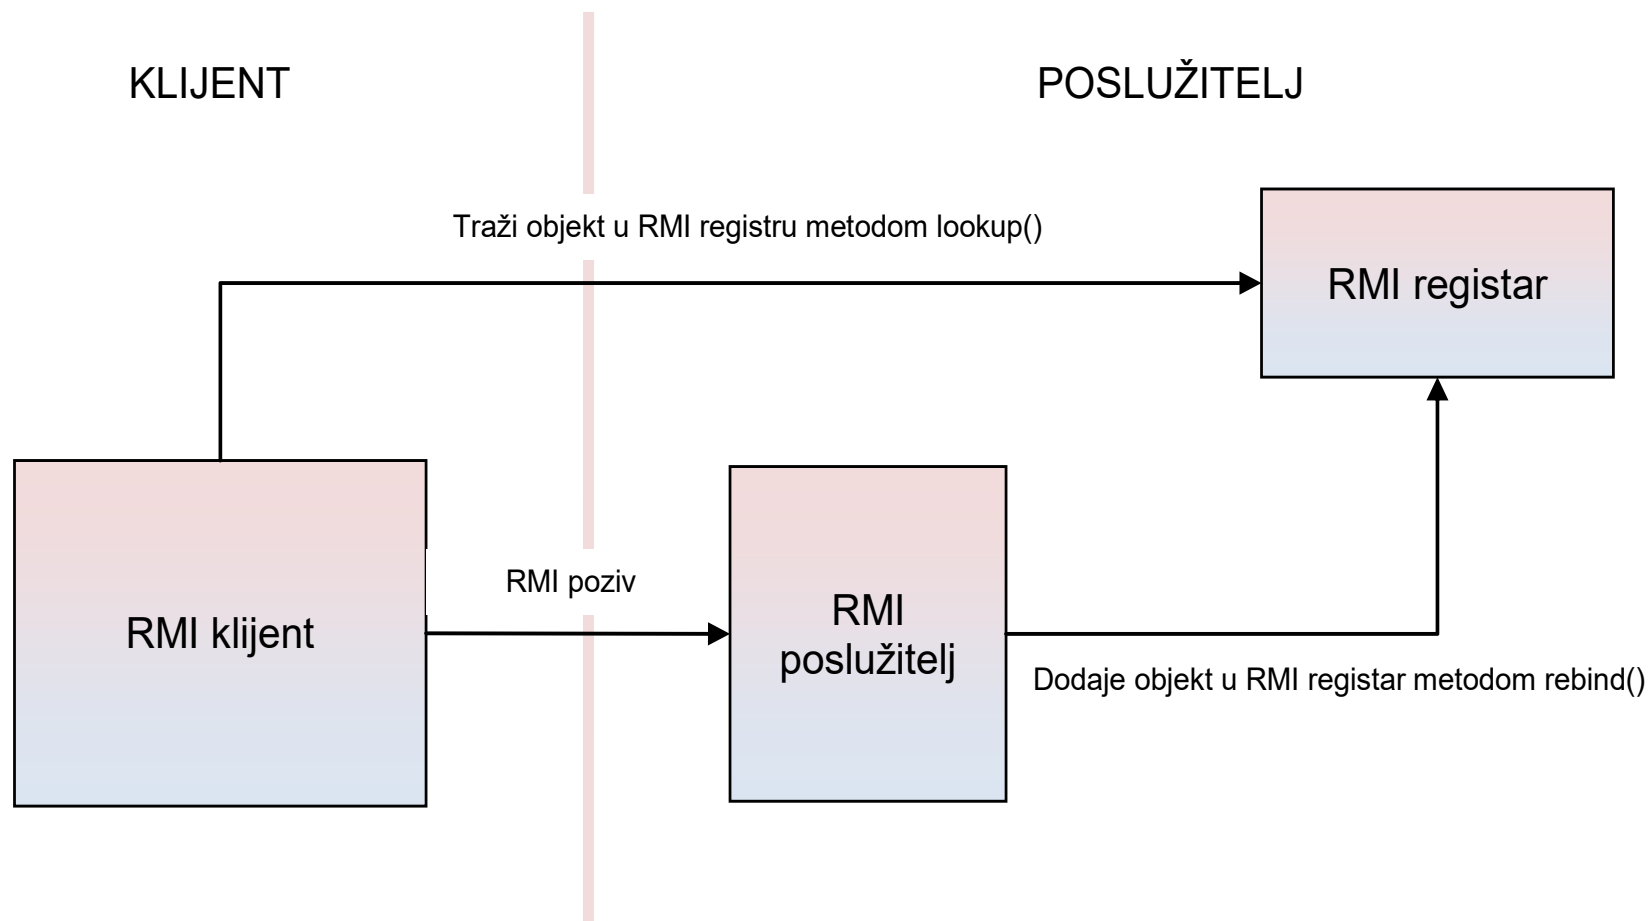 KLIJENT
POSLUŽITELJ
Traži objekt u RMI registru metodom lookup()
RMI registar
RMI poziv
RMI klijent
RMI
poslužitelj
Dodaje objekt u RMI registar metodom rebind()